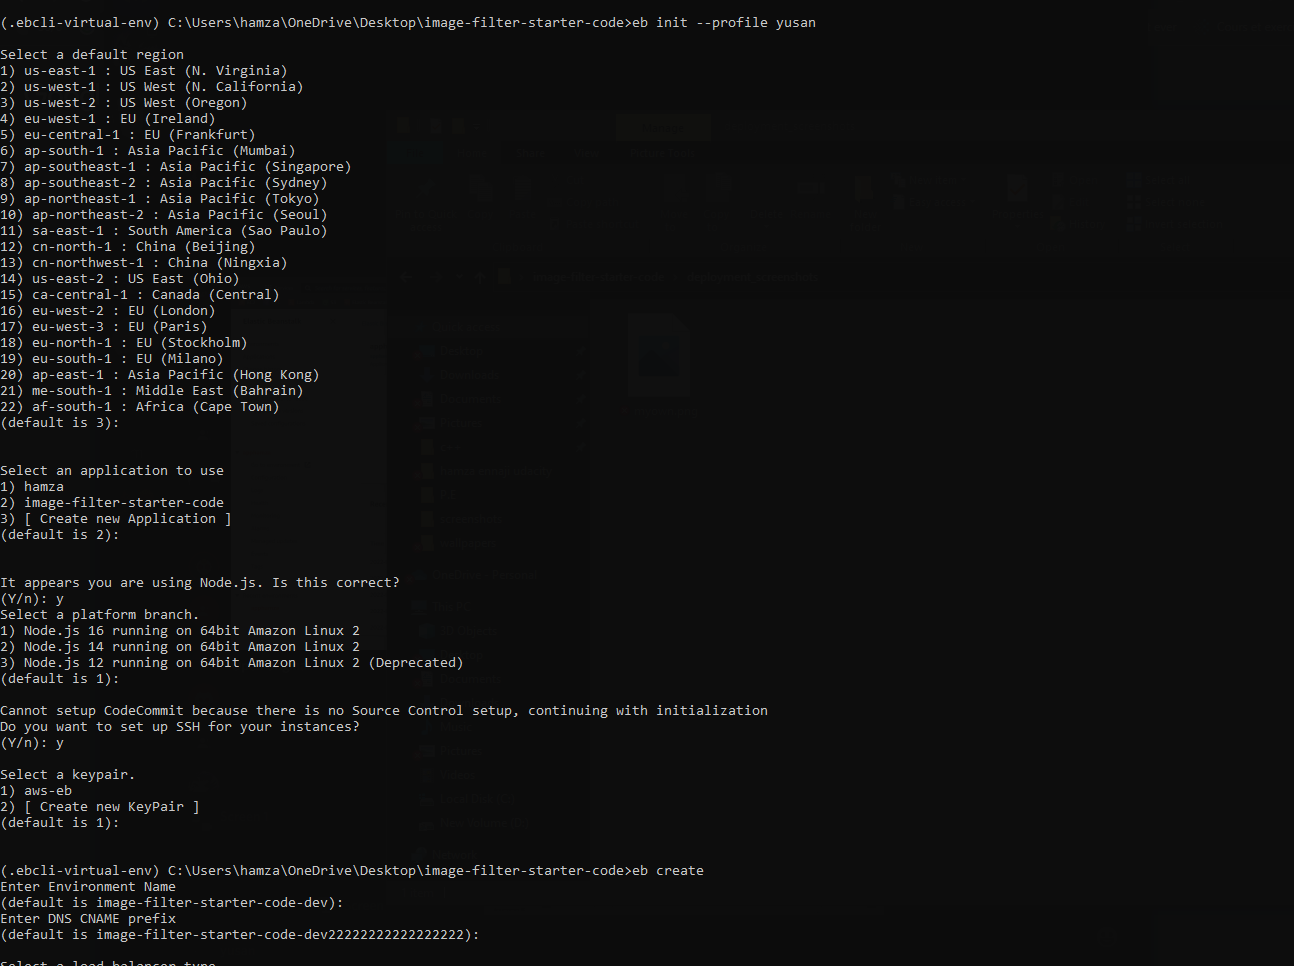 (.ebcli-virtual-env) C:\Users\hamza\OneDrive\Desktop\image-filter-starter-code>eb init --profile yusan
Select a default region
1) us-east-1 : US East (N. Virginia)
2) us-west-1 : US West (N. California)
3) us-west-2 : US West (Oregon)
4) eu-west-1 : EU (Ireland)
5) eu-central-1 : EU (Frankfurt)
6) ap-south-1 : Asia Pacific (Mumbai)
7) ap-southeast-1 : Asia Pacific (Singapore)
8) ap-southeast-2 : Asia Pacific (Sydney)
9) ap-northeast-1 : Asia Pacific (Tokyo)
10) ap-northeast-2 : Asia Pacific (Seoul)
11) sa-east-1 : South America (Sao Paulo)
12) cn-north-1 : China (Beijing)
13) cn-northwest-1 : China (Ningxia)
14) us-east-2 : US East (Ohio)
15) ca-central-1 : Canada (Central)
16) eu-west-2 : EU (London)
17) eu-west-3 : EU (Paris)
18) eu-north-1 : EU (Stockholm)
19) eu-south-1 : EU (Milano)
20) ap-east-1 : Asia Pacific (Hong Kong)
21) me-south-1 : Middle East (Bahrain)
22) af-south-1 : Africa (Cape Town)
(default is 3):
Select an application to use
1) hamza
2) image-filter-starter-code
3) [ Create new Application ]
(default is 2):
It appears you are using Node.js. Is this correct?
(Y/n): y
Select a platform branch.
1) Node.js 16 running on 64bit Amazon Linux 2
2) Node.js 14 running on 64bit Amazon Linux 2
3) Node.js 12 running on 64bit Amazon Linux 2 (Deprecated)
(default is 1):
Cannot setup CodeCommit because there is no Source Control setup, continuing with initialization
Do you want to set up SSH for your instances?
(Y/n): y
Select a keypair.
1) aws-eb
2) [ Create new KeyPair ]
(default is 1):
(.ebcli-virtual-env) C:\Users\hamza\OneDrive\Desktop\image-filter-starter-code>eb create
Enter Environment Name
(default is image-filter-starter-code-dev):
Enter DNS CNAME prefix
(default is image-filter-starter-code-dev22222222222222222):
Select a load balancer type